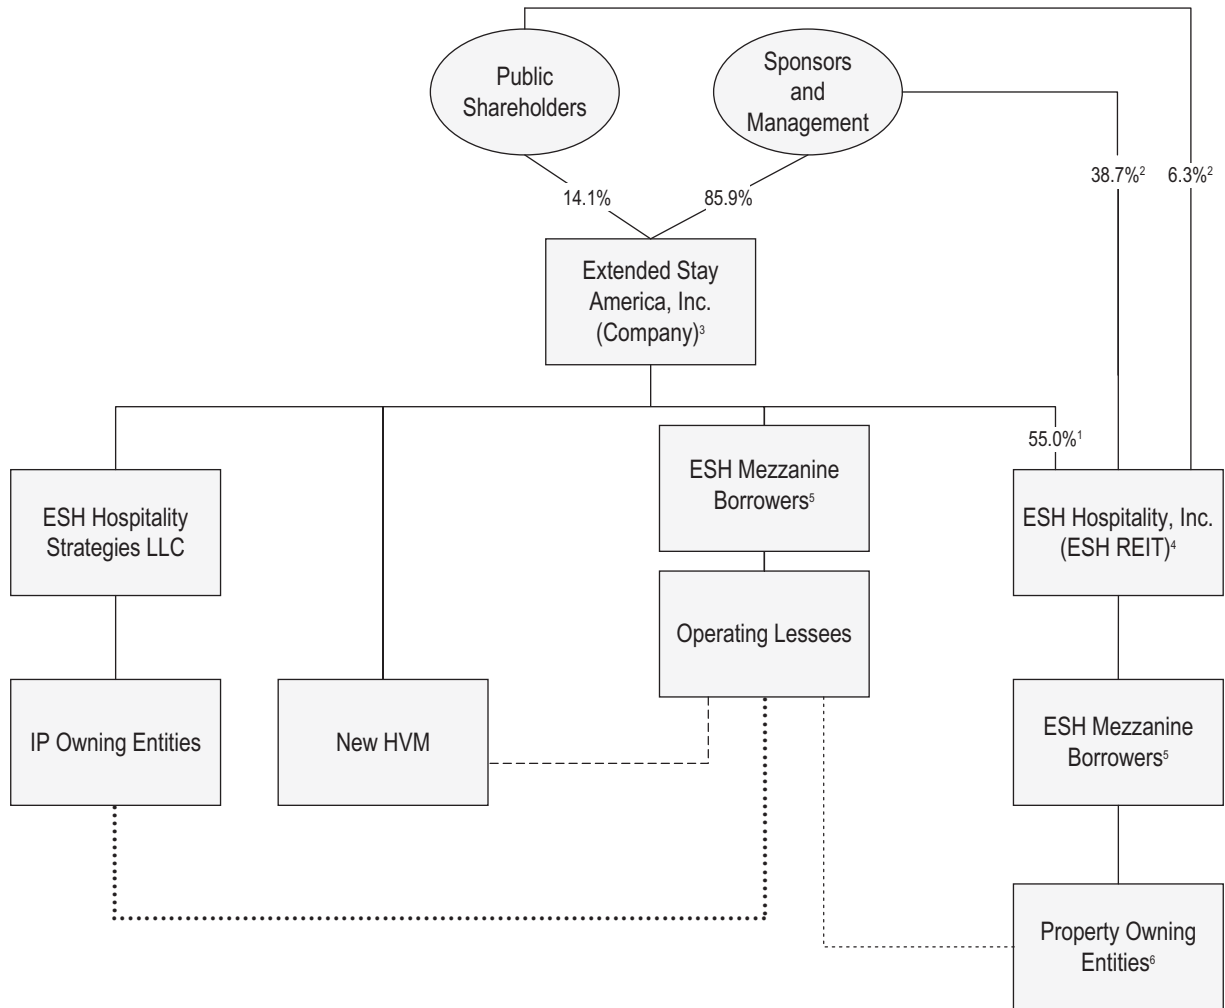 Public
Shareholders
Sponsors
and
Management
38.7%2
6.3%2
14.1%
85.9%
Extended Stay
America, Inc.
(Company)3
55.0%1
ESH Hospitality
Strategies LLC
ESH Mezzanine
Borrowers5
ESH Hospitality, Inc.
(ESH REIT)4
Operating Lessees
IP Owning Entities
New HVM
ESH Mezzanine
Borrowers5
Property Owning
Entities6